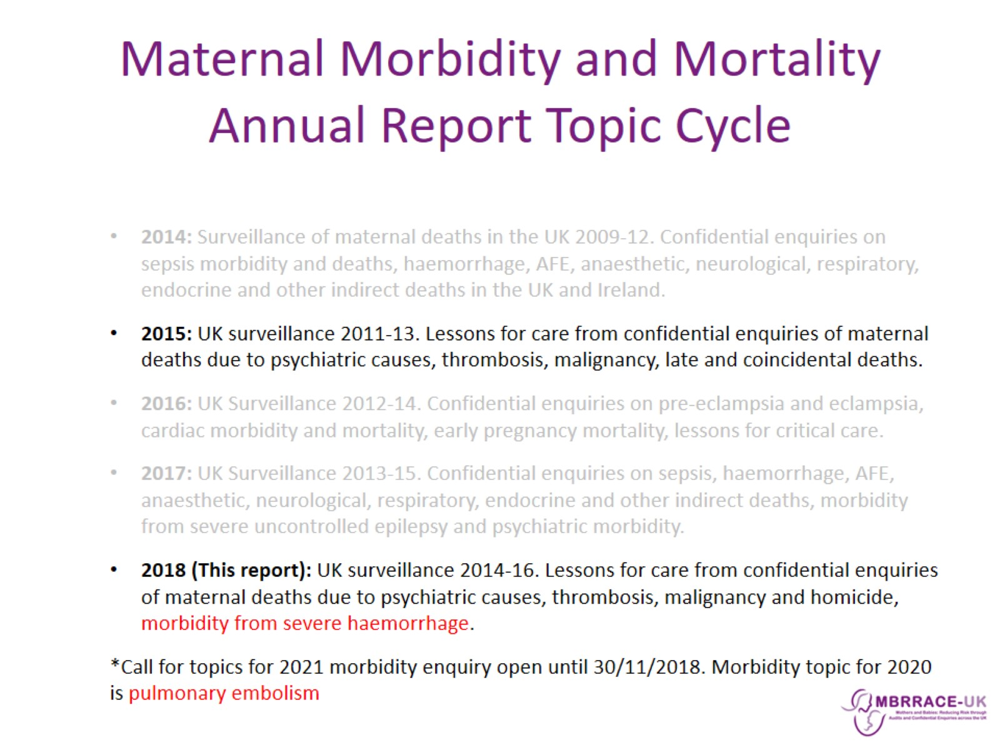 Maternal Morbidity and Mortality
Annual Report Topic Cycle
• 2014: Surveillance of maternal deaths in the UK 2009-12. Confidential enquiries on
sepsis morbidity and deaths, haemorrhage, AFE, anaesthetic, neurological, respiratory,
endocrine and other indirect deaths in the UK and Ireland.
• 2015: UK surveillance 2011-13. Lessons for care from confidential enquiries of maternal
deaths due to psychiatric causes, thrombosis, malignancy, late and coincidental deaths.
• 2016: UK Surveillance 2012-14. Confidential enquiries on pre-eclampsia and eclampsia,
cardiac morbidity and mortality, early pregnancy mortality, lessons for critical care.
• 2017: UK Surveillance 2013-15. Confidential enquiries on sepsis, haemorrhage, AFE,
anaesthetic, neurological, respiratory, endocrine and other indirect deaths, morbidity
from severe uncontrolled epilepsy and psychiatric morbidity.
• 2018 (This report): UK surveillance 2014-16. Lessons for care from confidential enquiries
of maternal deaths due to psychiatric causes, thrombosis, malignancy and homicide,
morbidity from severe haemorrhage.
*Call for topics for 2021 morbidity enquiry open until 30/11/2018. Morbidity topic for 2020
is pulmonary embolism
MBRRACE-UK
Mothers and Babies: Reducing Risk through
Audits and Confidential Enquiries across the UK